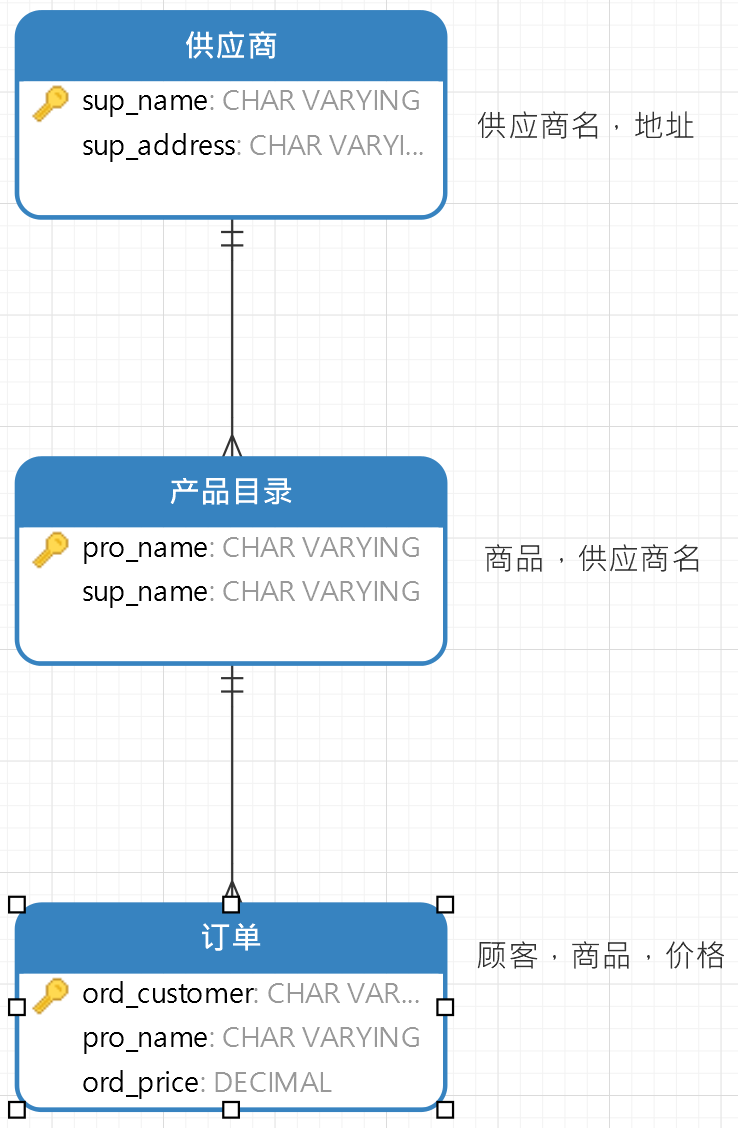 供应商
sup_name: CHAR VARYING
sup_address: CHAR VARYI...
供应商名，地址
产品目录
pro_name: CHAR VARYING
sup_name: CHAR VARYING
商品，供应商名
订单
ord_customer: CHAR VAR...
pro_name: CHAR VARYING
ord_price: DECIMAL
顾客，商品，价格